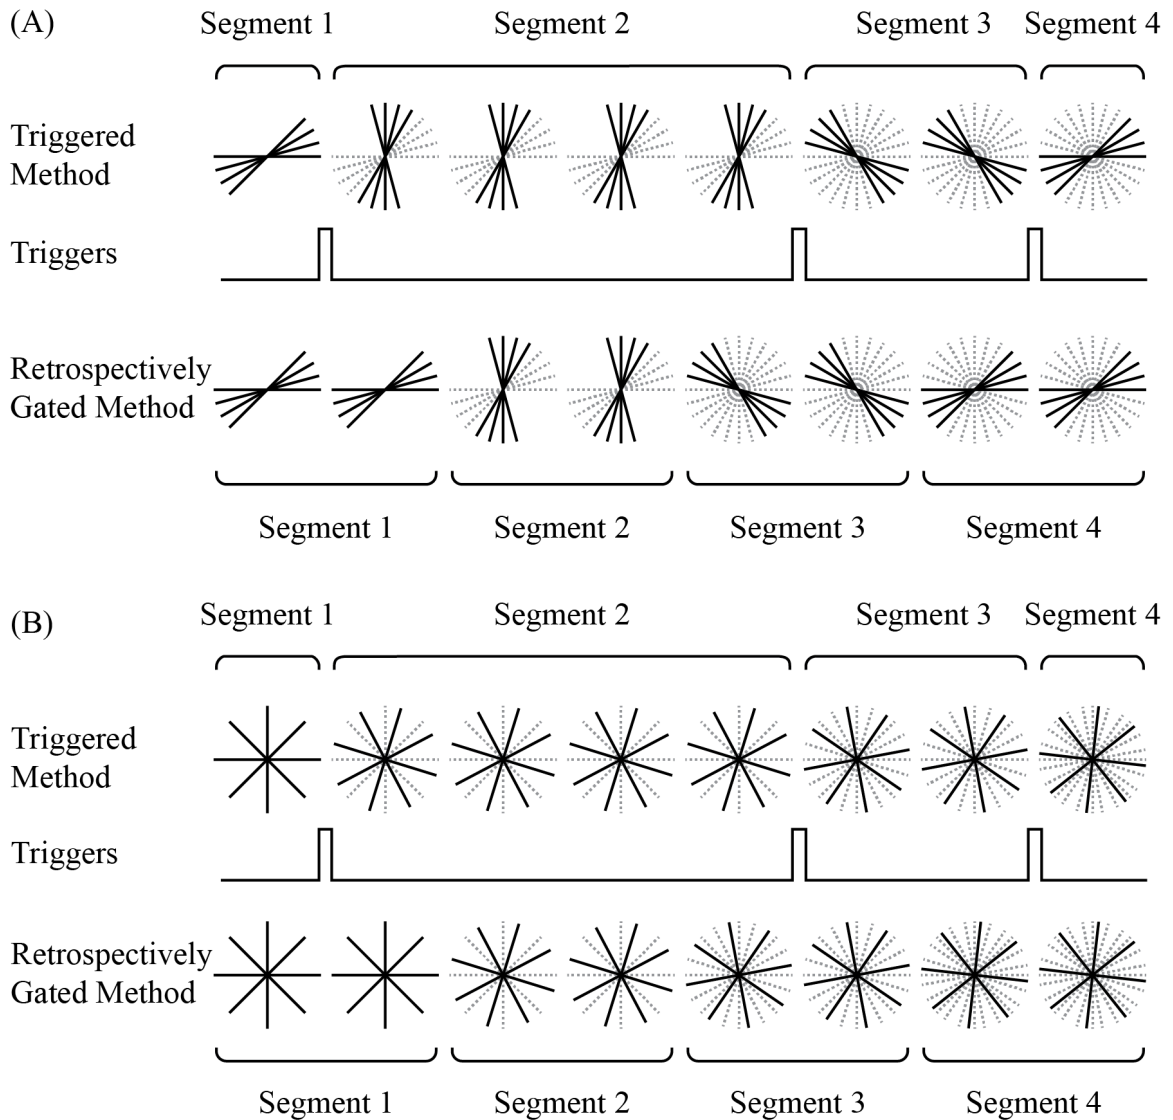 (A)
Segment 1 Segment 2 Segment 3 Segment 4
Triggered
Method
Triggers
Retrospectively
Gated Method
Segment 1 Segment 2 Segment 3 Segment 4
(B)
Segment 1 Segment 2 Segment 3 Segment 4
Triggered
Method
Triggers
Retrospectively
Gated Method
Segment 1 Segment 2 Segment 3 Segment 4